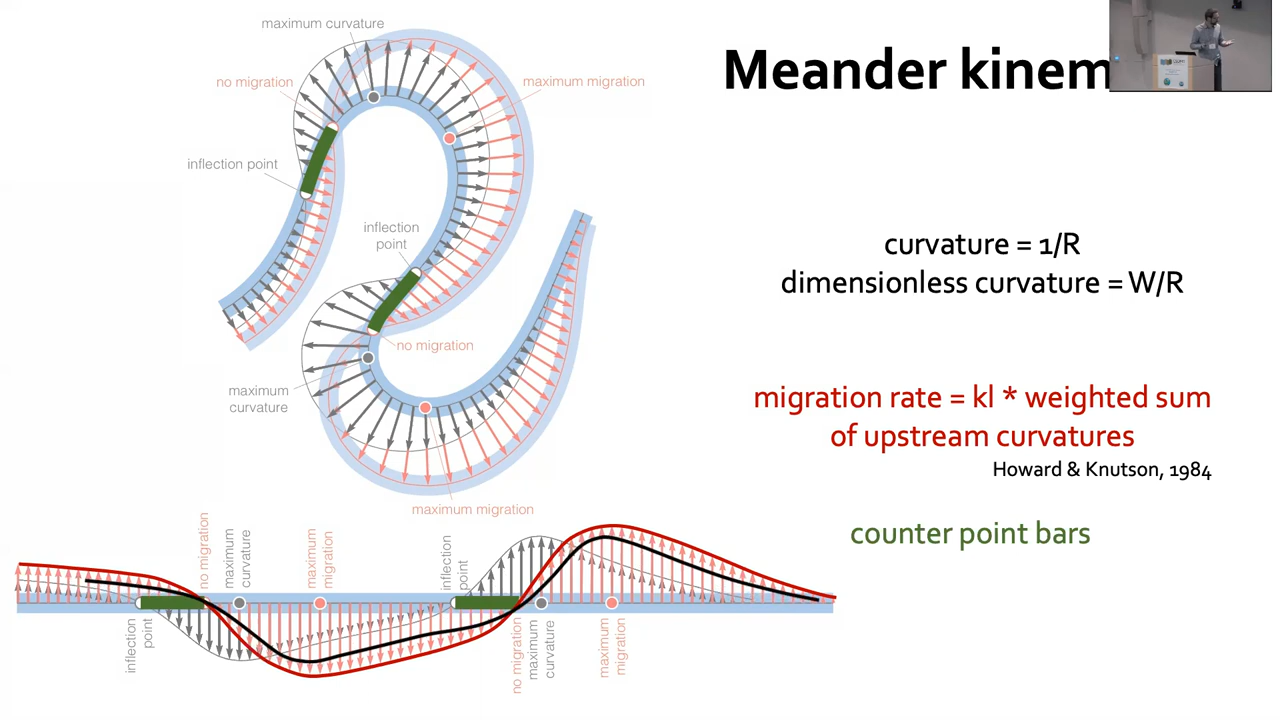 Meander kinem
maximum curvature
no migration
maximum migration
inflection point
inflection
point
no migration
maximum
curvature
maximum migration
curvature = 1/R
dimensionless curvature = W/R
migration rate = kl * weighted sum
of upstream curvatures
Howard & Knutson, 1984
counter point bars
no migration
maximum
curvature
maximum
migration
inflection
point
inflection
point
no migration
maximum
curvature
maximum
migration